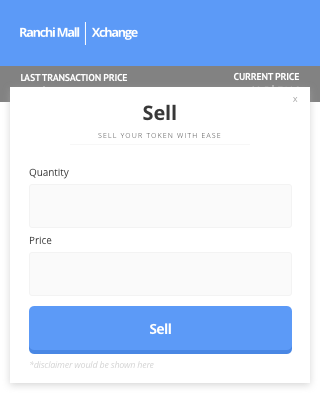 Ranchi Mall | Xchange
LAST TRANSACTION PRICE CURRENT PRICE
x
Sell
SELL YOUR TOKEN WITH EASE
Quantity
Price
Sell
*disclaimer would be shown here